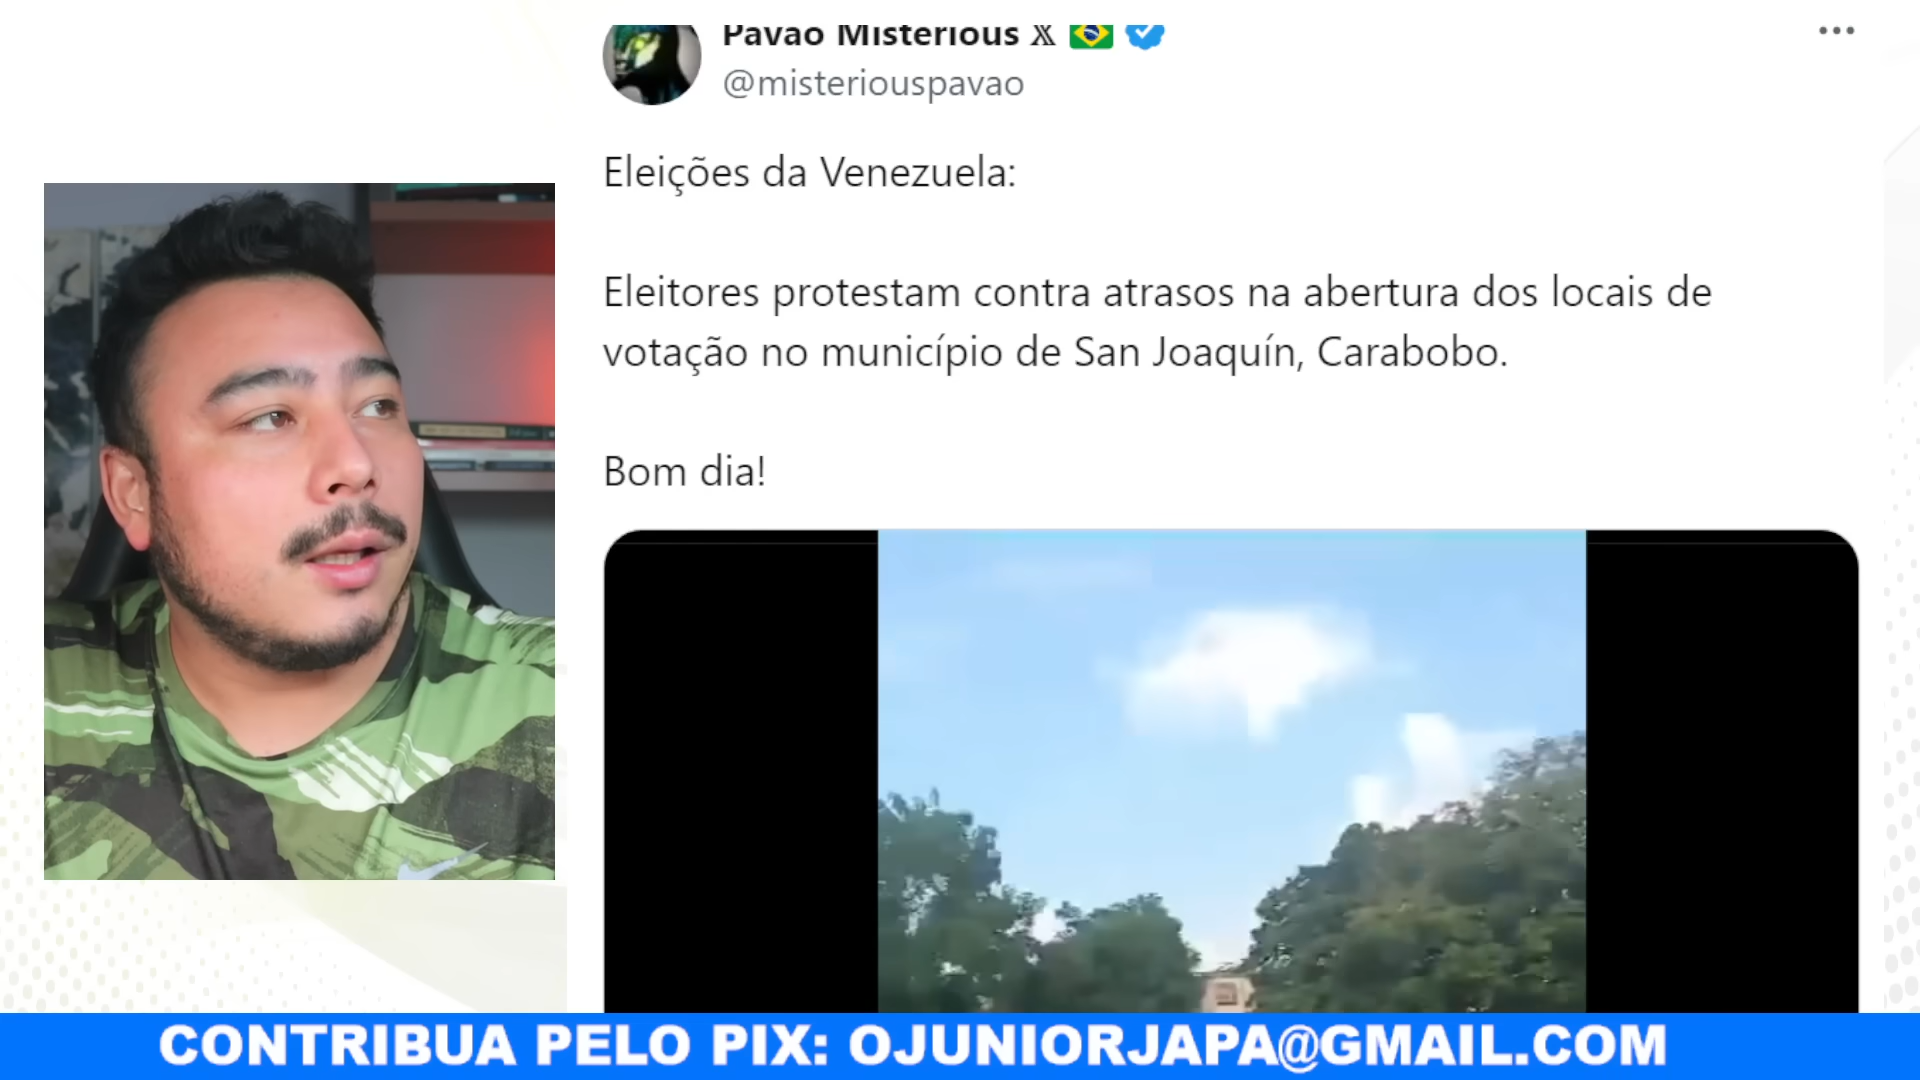 Pavão Misterious X
@misteriouspavao
Eleições da Venezuela:
Eleitores protestam contra atrasos na abertura dos locais de
votação no município de San Joaquín, Carabobo.
Bom dia!
CONTRIBUA PELO PIX: OJUNIORJAPA@GMAIL.COM